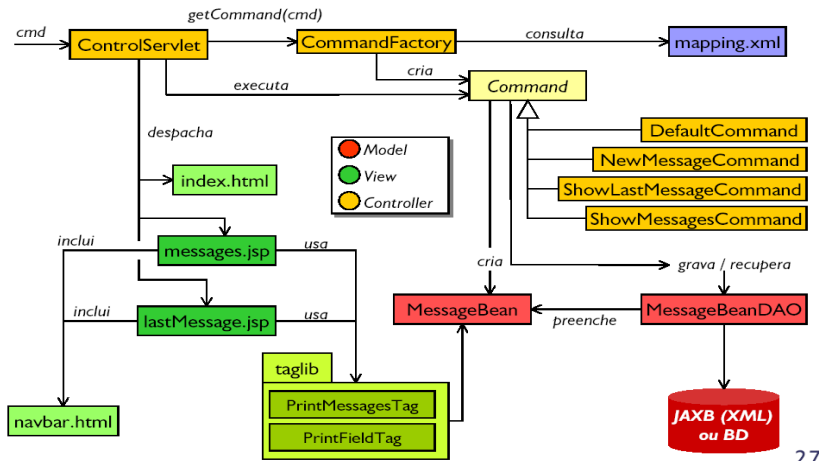 getCommand(cmd)
cmd
ControlServlet
CommandFactory
consulta
mapping.xml
cria
executa
Command
despacha
DefaultCommand
Model
NewMessageCommand
View
index.html
ShowLastMessageCommand
Controller
ShowMessagesCommand
inclui
messages.jsp
usa
cria
grava / recupera
inclui
lastMessage.jsp
usa
MessageBean
preenche
MessageBeanDAO
taglib
PrintMessagesTag
navbar.html
PrintFieldTag
JAXB (XML)
ou BD
27